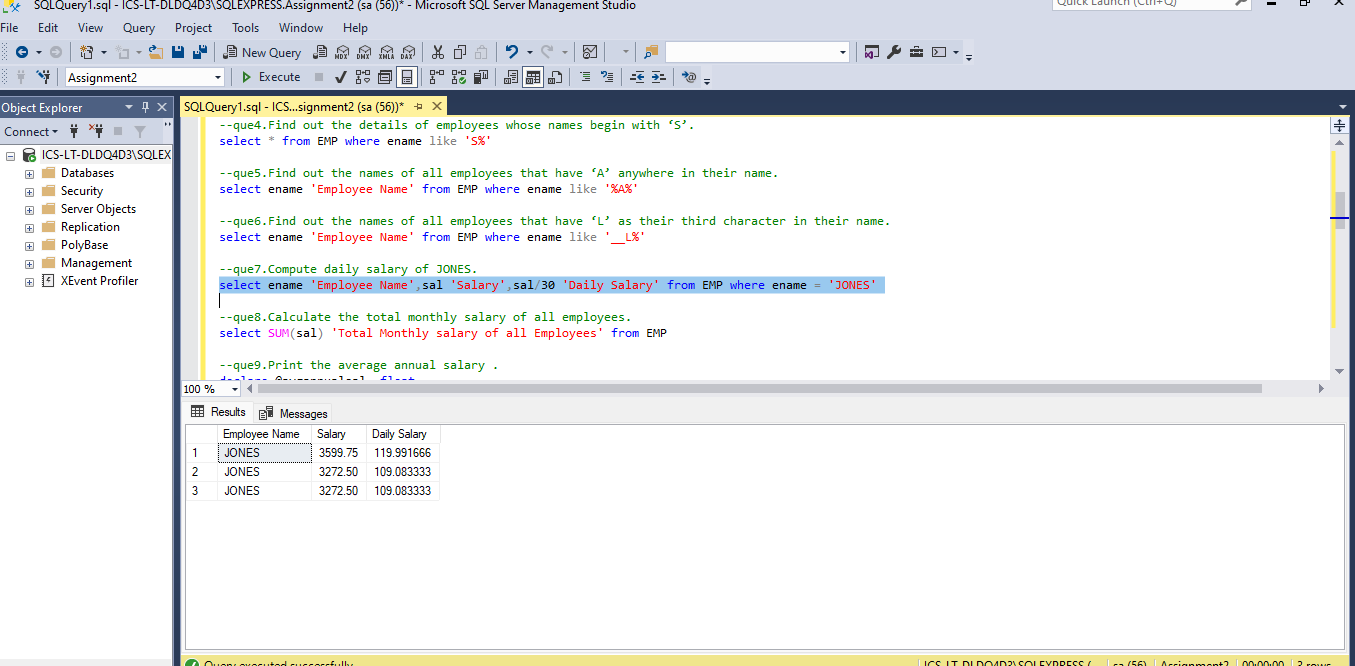 SQLQuery1.sql - ICS-LT-DLDQ4D3\SQLEXPRESS.Assignment2 (sa (56))* - Microsoft SQL Server Management Studio
Quick Launch (Ctrl+Q)
File Edit View Query Project Tools Window Help
New Query MDX DMX XMLA DAX
Assignment2 Execute
Object Explorer
SQLQuery1.sql - ICS...signment2 (sa (56))*
Connect
ICS-LT-DLDQ4D3\SQLEX
Databases
Security
Server Objects
Replication
PolyBase
Management
XEvent Profiler
--que4.Find out the details of employees whose names begin with ‘S’.
select * from EMP where ename like 'S%'
--que5.Find out the names of all employees that have ‘A’ anywhere in their name.
select ename 'Employee Name' from EMP where ename like '%A%'
--que6.Find out the names of all employees that have ‘L’ as their third character in their name.
select ename 'Employee Name' from EMP where ename like '__L%'
--que7.Compute daily salary of JONES.
select ename 'Employee Name',sal 'Salary',sal/30 'Daily Salary' from EMP where ename = 'JONES'
--que8.Calculate the total monthly salary of all employees.
select SUM(sal) 'Total Monthly salary of all Employees' from EMP
--que9.Print the average annual salary .
100 %
Results Messages
Employee Name Salary Daily Salary
1 JONES 3599.75 119.991666
2 JONES 3272.50 109.083333
3 JONES 3272.50 109.083333
Query executed successfully. ICS-LT-DLDQ4D3\SQLEXPRESS ( sa (56) Assignment2 00:00:00 3 rows